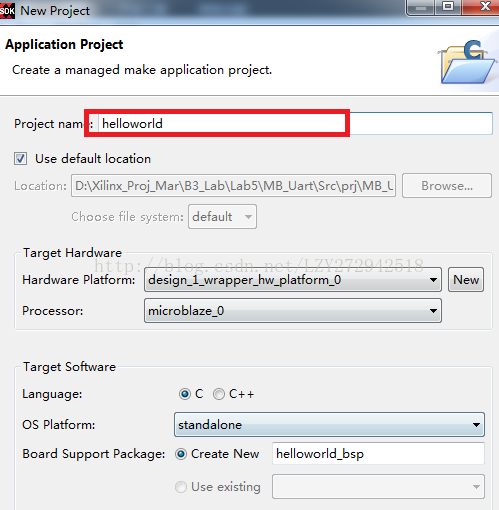 SDK New Project
Application Project
Create a managed make application project.
Project name: helloworld
Use default location
Location: D:\Xilinx_Proj_Mar\B3_Lab\Lab5\MB_Uart\Src\prj\MB_U Browse...
Choose file system: default
Target Hardware
http://blog.csdn.net/LZY272942518
Hardware Platform: design_1_wrapper_hw_platform_0 New
Processor: microblaze_0
Target Software
Language: C C++
OS Platform: standalone
Board Support Package: Create New helloworld_bsp
Use existing